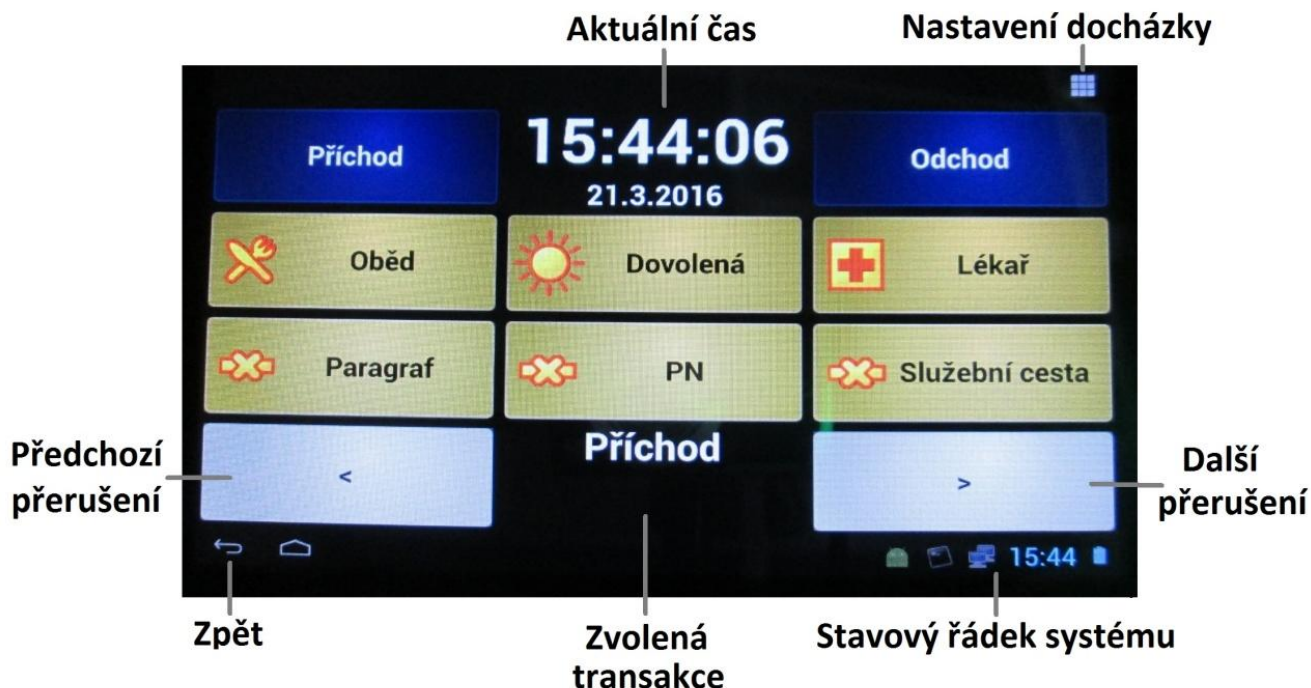 Aktuální čas
Nastavení docházky
Příchod
15:44:06
21.3.2016
Odchod
Oběd
Dovolená
Lékař
Paragraf
PN
Služební cesta
Předchozí
přerušení
<
Příchod
>
Další
přerušení
15:44
Zpět
Zvolená
transakce
Stavový řádek systému